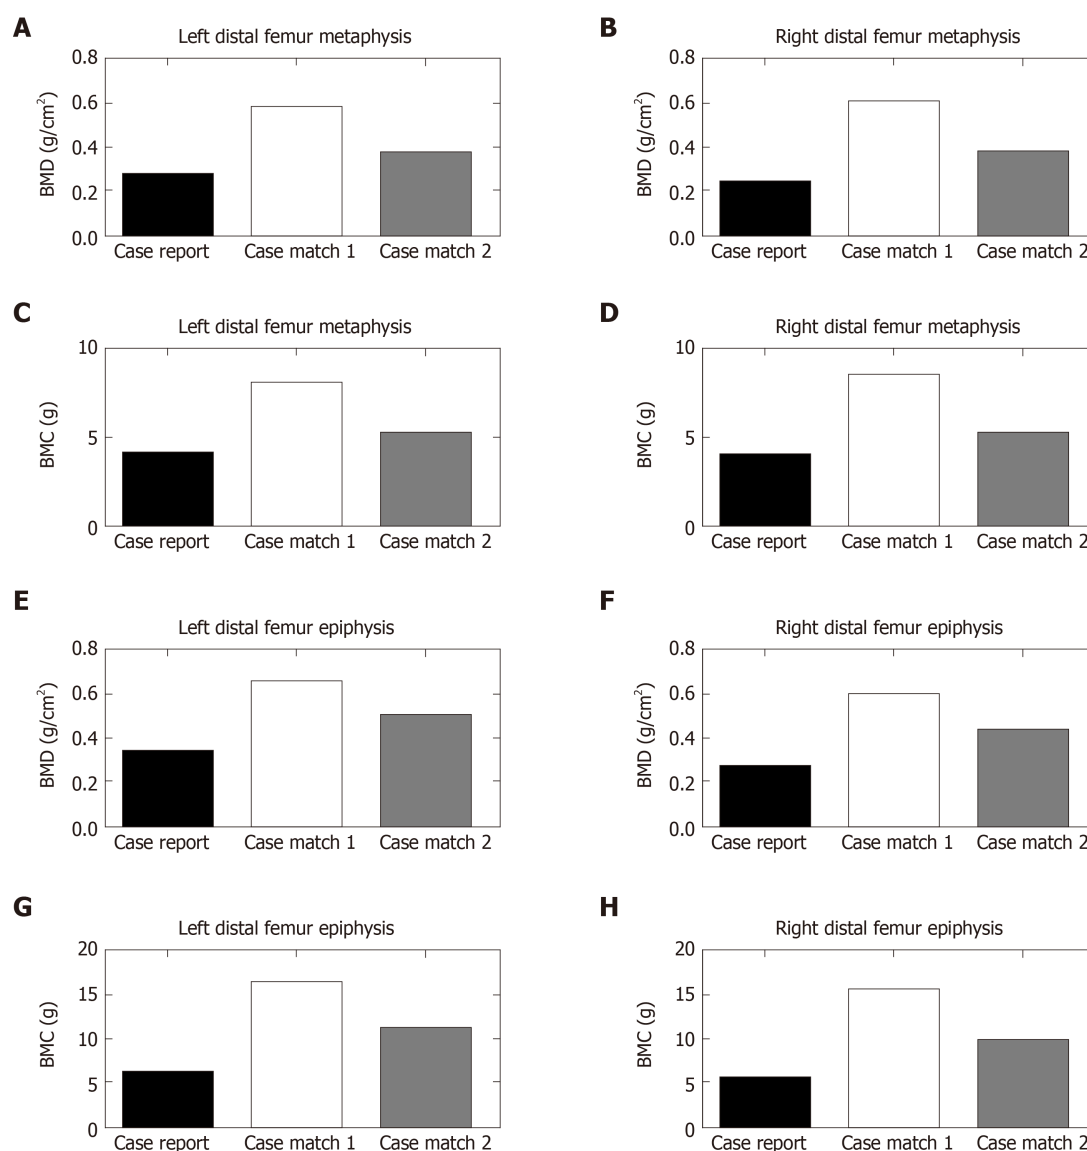 A
Left distal femur metaphysis
BMD (g/cm²)
0.8
0.6
0.4
0.2
0.0
Case report Case match 1 Case match 2
B
Right distal femur metaphysis
BMD (g/cm²)
0.8
0.6
0.4
0.2
0.0
Case report Case match 1 Case match 2
C
Left distal femur metaphysis
BMC (g)
10
5
0
Case report Case match 1 Case match 2
D
Right distal femur metaphysis
BMC (g)
10
5
0
Case report Case match 1 Case match 2
E
Left distal femur epiphysis
BMD (g/cm²)
0.8
0.6
0.4
0.2
0.0
Case report Case match 1 Case match 2
F
Right distal femur epiphysis
BMD (g/cm²)
0.8
0.6
0.4
0.2
0.0
Case report Case match 1 Case match 2
G
Left distal femur epiphysis
BMC (g)
20
15
10
5
0
Case report Case match 1 Case match 2
H
Right distal femur epiphysis
BMC (g)
20
15
10
5
0
Case report Case match 1 Case match 2